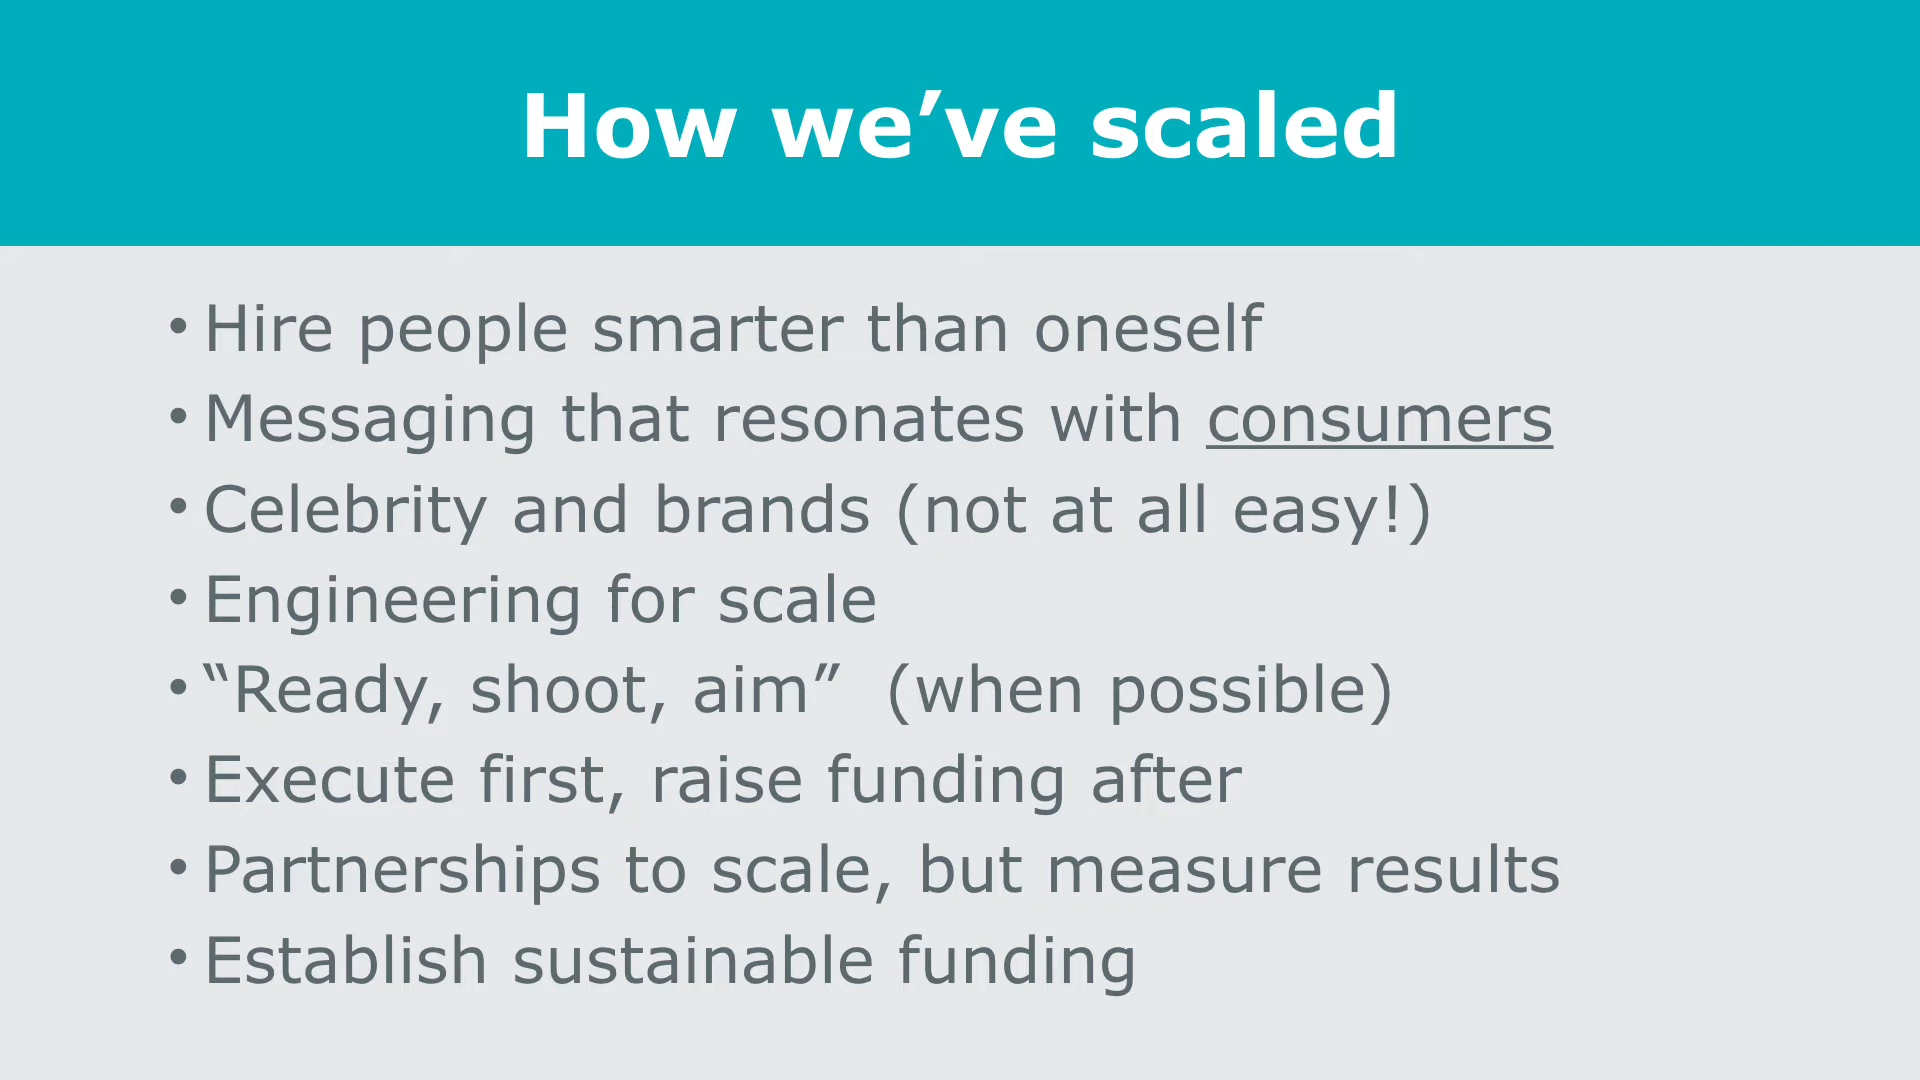 How we’ve scaled
• Hire people smarter than oneself
• Messaging that resonates with consumers
• Celebrity and brands (not at all easy!)
• Engineering for scale
• “Ready, shoot, aim”  (when possible)
• Execute first, raise funding after
• Partnerships to scale, but measure results
• Establish sustainable funding